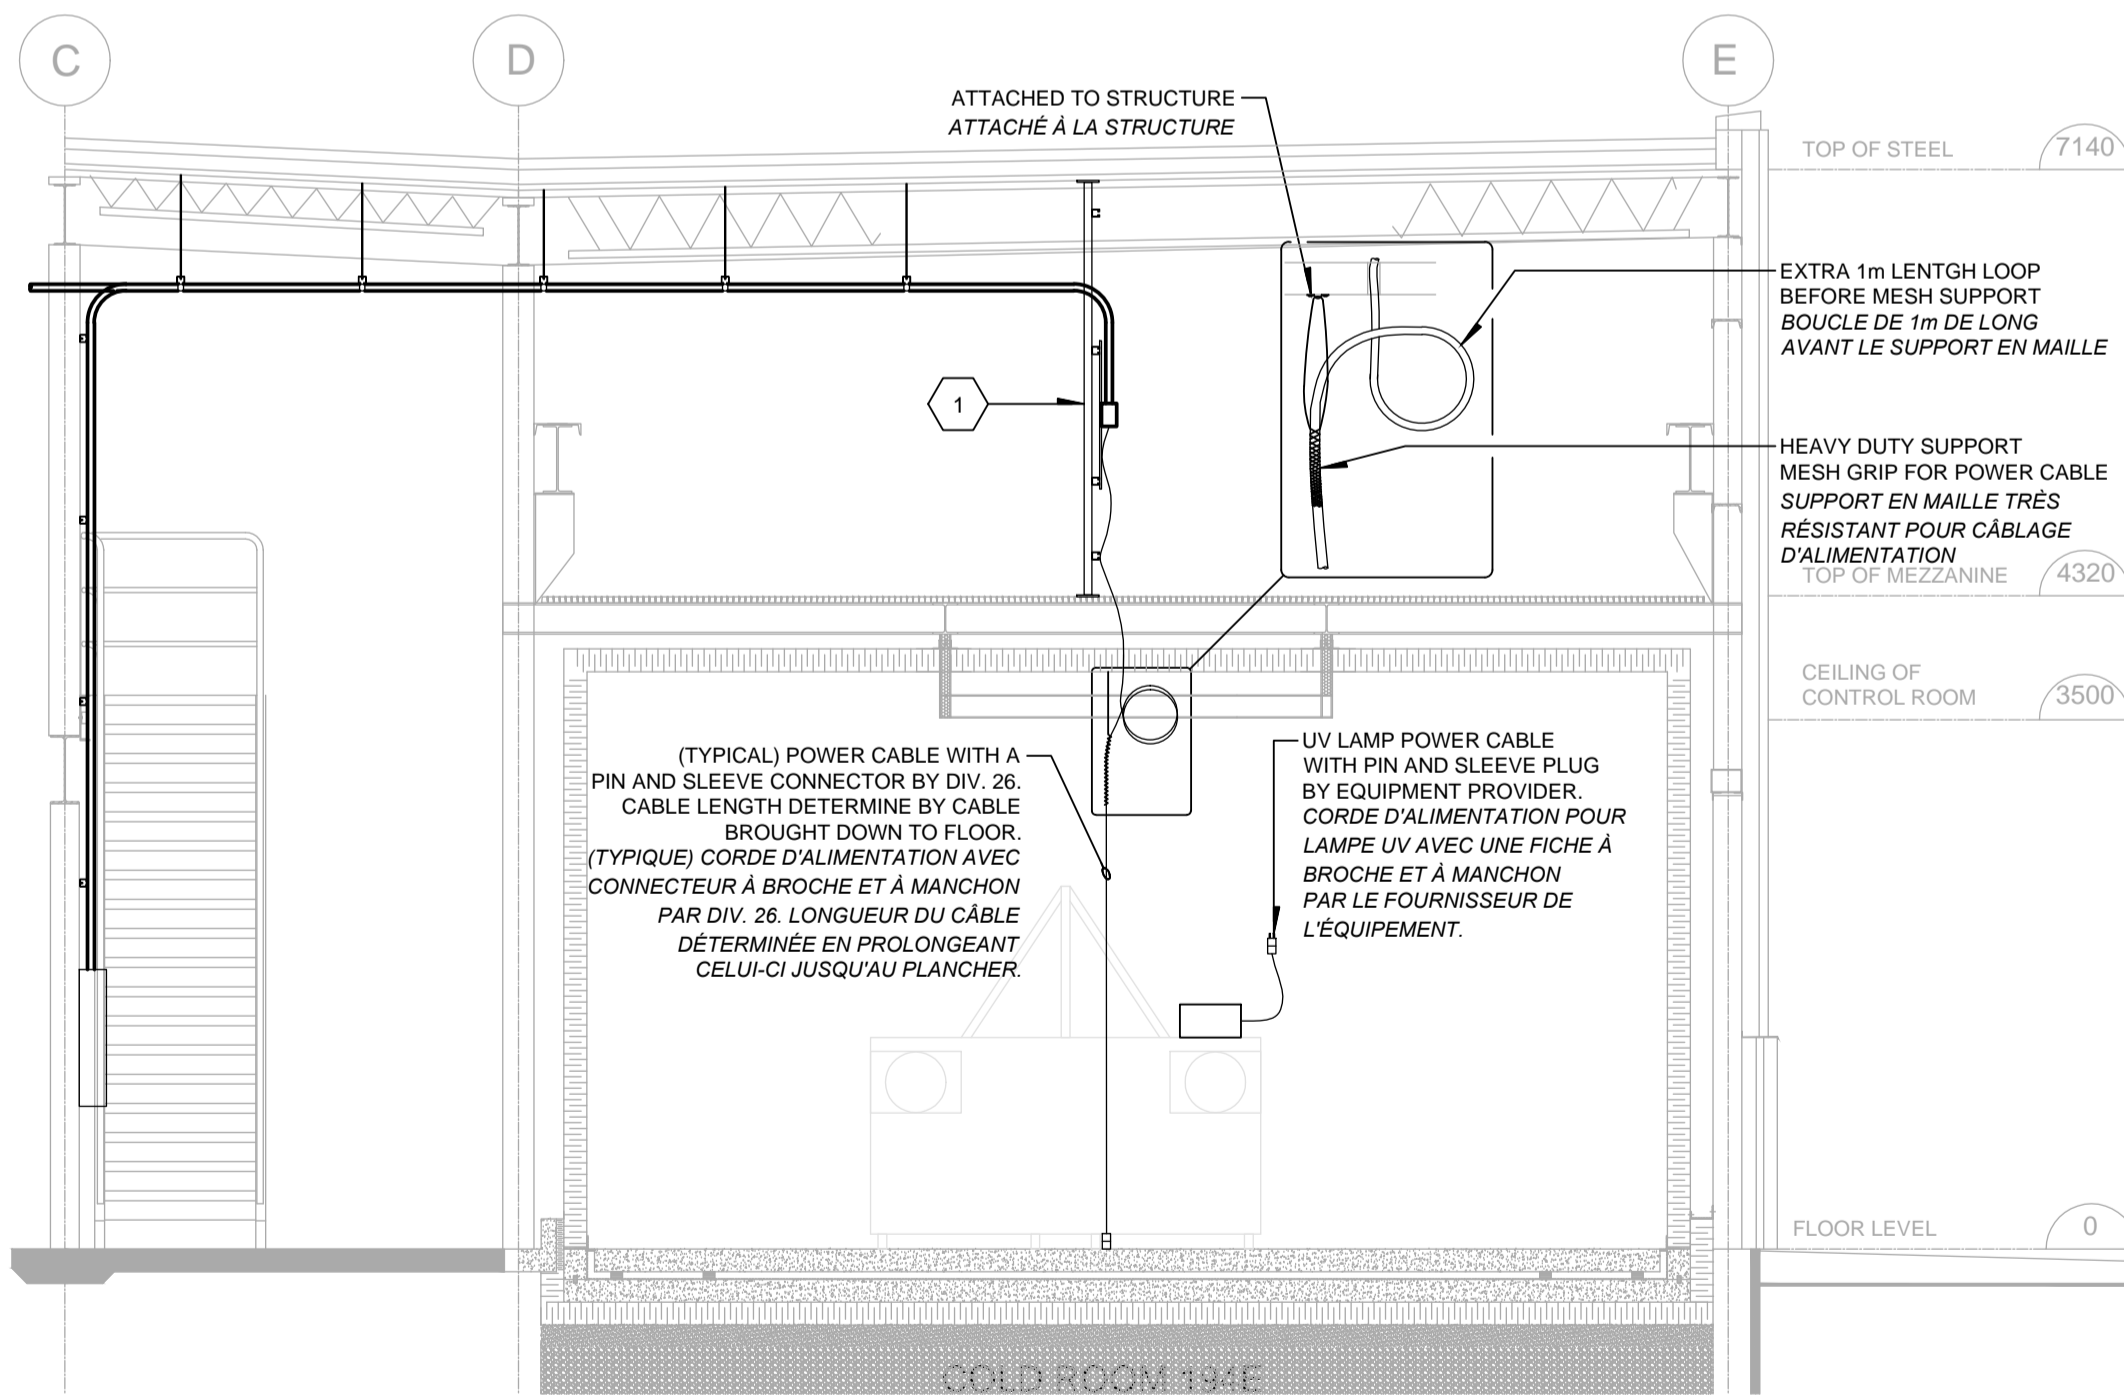 C
D
E
ATTACHED TO STRUCTURE
ATTACHÉ À LA STRUCTURE
TOP OF STEEL
7140
EXTRA 1m LENTGH LOOP
BEFORE MESH SUPPORT
BOUCLE DE 1m DE LONG
AVANT LE SUPPORT EN MAILLE
1
HEAVY DUTY SUPPORT
MESH GRIP FOR POWER CABLE
SUPPORT EN MAILLE TRÈS
RÉSISTANT POUR CÂBLAGE
D'ALIMENTATION
TOP OF MEZZANINE
4320
CEILING OF
CONTROL ROOM
3500
(TYPICAL) POWER CABLE WITH A
PIN AND SLEEVE CONNECTOR BY DIV. 26.
CABLE LENGTH DETERMINE BY CABLE
BROUGHT DOWN TO FLOOR.
(TYPIQUE) CORDE D'ALIMENTATION AVEC
CONNECTEUR À BROCHE ET À MANCHON
PAR DIV. 26. LONGUEUR DU CÂBLE
DÉTERMINÉE EN PROLONGEANT
CELUI-CI JUSQU'AU PLANCHER.
UV LAMP POWER CABLE
WITH PIN AND SLEEVE PLUG
BY EQUIPMENT PROVIDER.
CORDE D'ALIMENTATION POUR
LAMPE UV AVEC UNE FICHE À
BROCHE ET À MANCHON
PAR LE FOURNISSEUR DE
L'ÉQUIPEMENT.
FLOOR LEVEL
0
COLD ROOM 194E